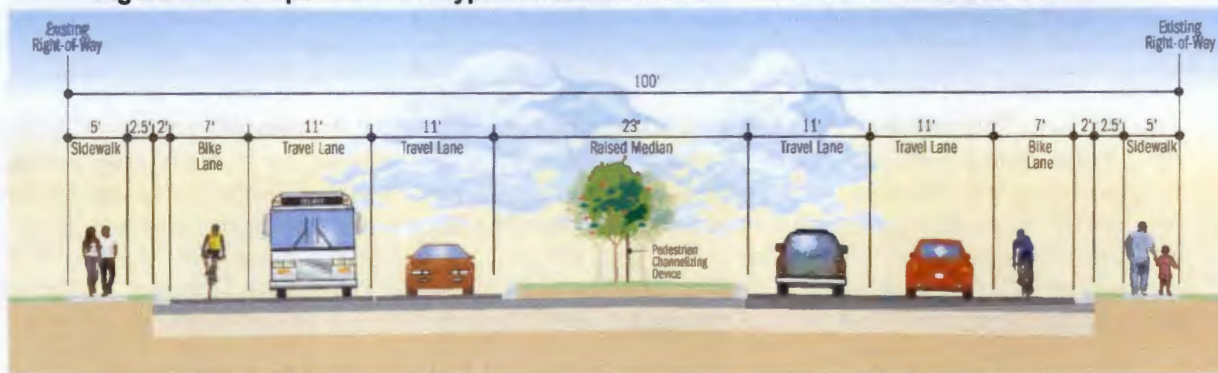 Existing
Right-of-Way
Existing
Right-of-Way
100'
5' 2.5' 2' 7' 11' 11' 23' 11' 11' 7' 2' 2.5' 5'
Sidewalk Bike Travel Lane Travel Lane Raised Median Travel Lane Travel Lane Bike Sidewalk
Lane Lane
Pedestrian
Channelizing
Device